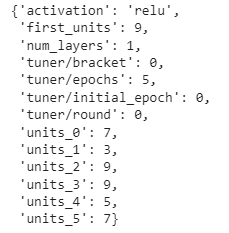 {'activation': 'relu',
'first_units': 9,
'num_layers': 1,
'tuner/bracket': 0,
'tuner/epochs': 5,
'tuner/initial_epoch': 0,
'tuner/round': 0,
'units_0': 7,
'units_1': 3,
'units_2': 9,
'units_3': 9,
'units_4': 5,
'units_5': 7}